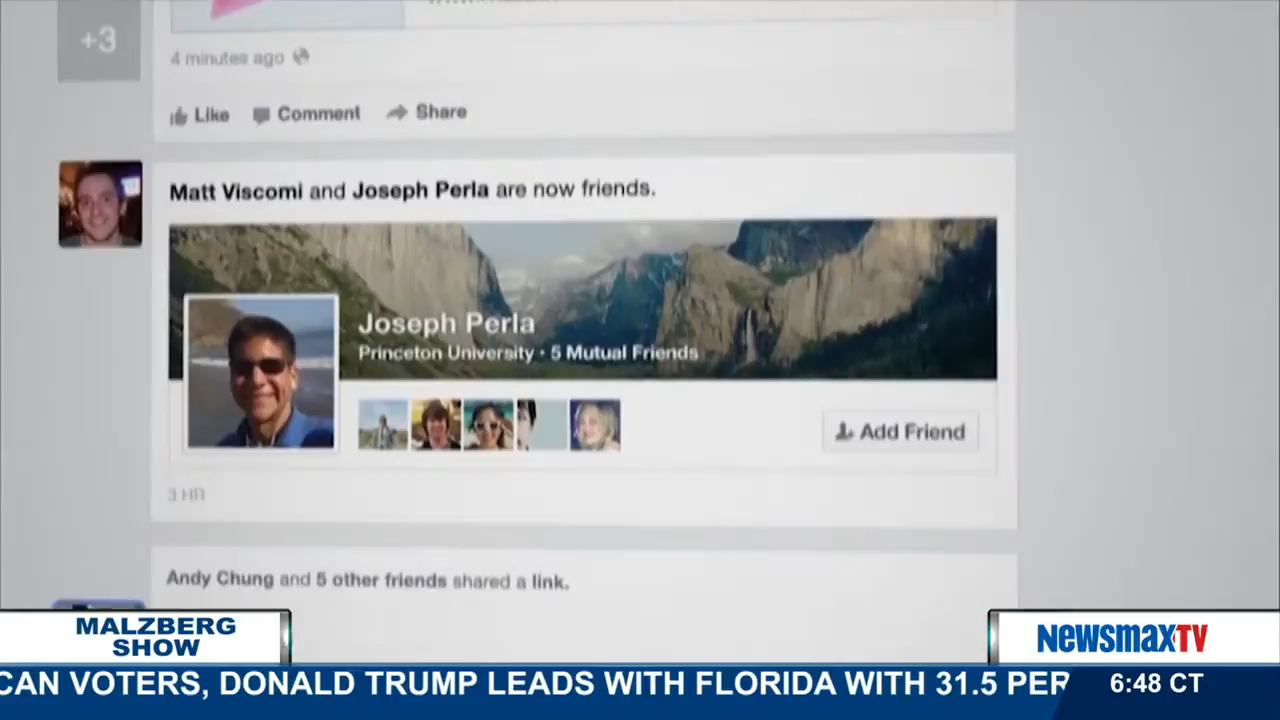 +3
4 minutes ago
Like Comment Share
Matt Viscomi and Joseph Perla are now friends.
Joseph Perla
Princeton University · 5 Mutual Friends
Add Friend
3 HR
Andy Chung and 5 other friends shared a link.
MALZBERG
SHOW
NEWSMAXTV
CAN VOTERS, DONALD TRUMP LEADS WITH FLORIDA WITH 31.5 PER
6:48 CT